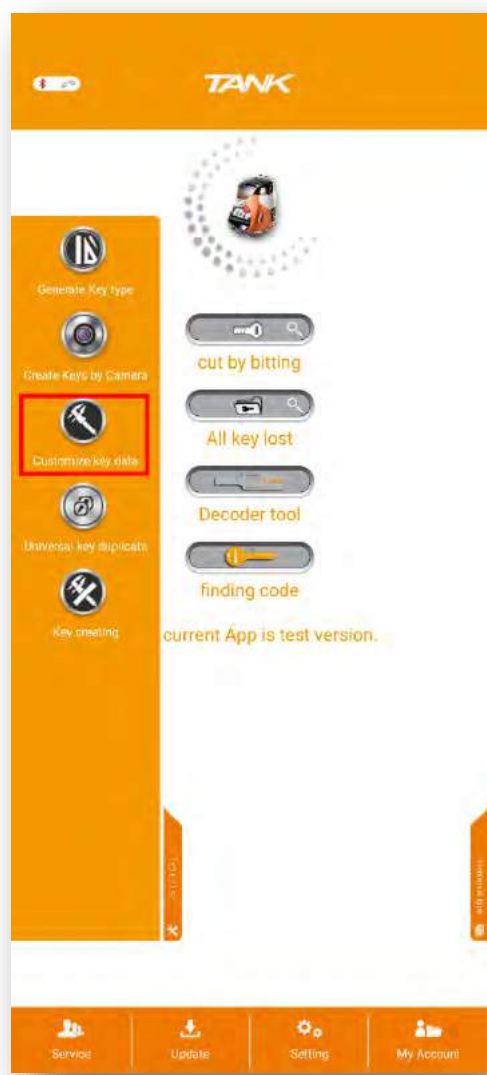 TANK
Generate Key type
Create Keys by Camera
Customize key data
Universal key duplicate
Key creating
cut by bitting
All key lost
Decoder tool
finding code
current App is test version.
Service
Update
Setting
My Account